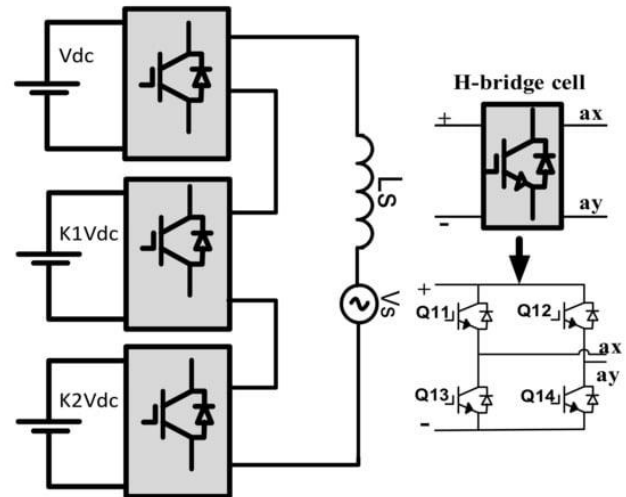 Vdc
K1Vdc
K2Vdc
LS
Vs
H-bridge cell
+
ax
-
ay
+
Q11
Q12
ax
ay
Q13
Q14
-